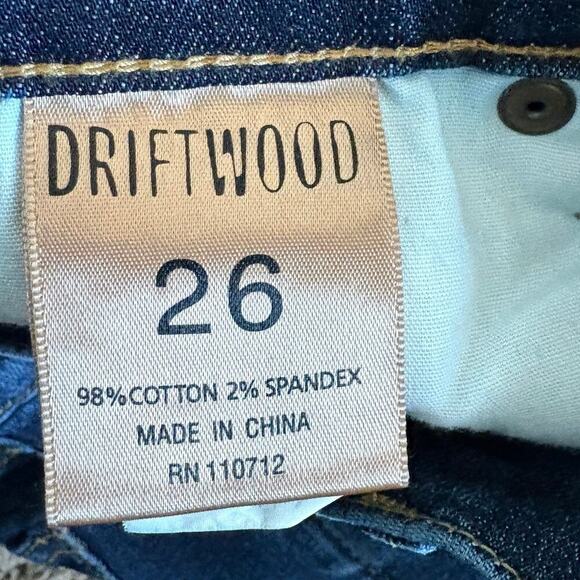 DRIFTWOOD
26
98% COTTON 2% SPANDEX
MADE IN CHINA
RN 110712